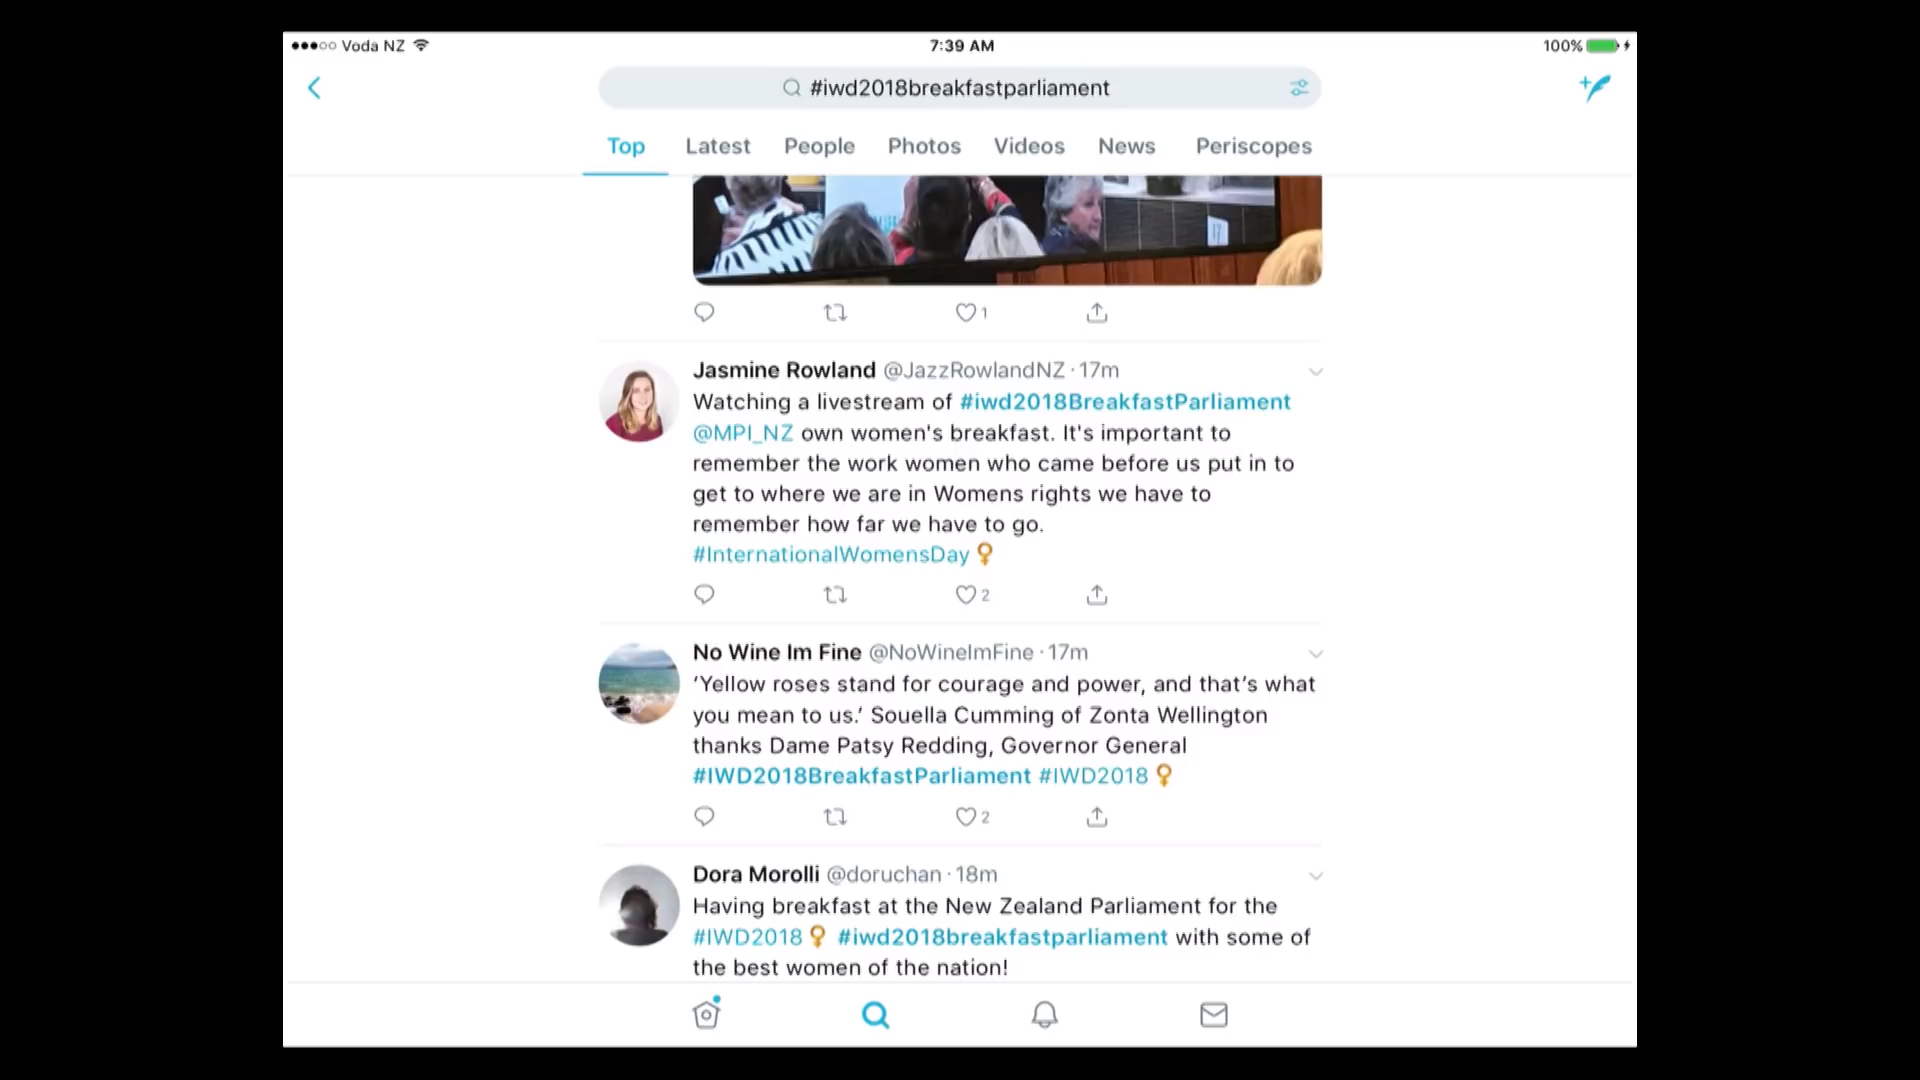 Voda NZ 7:39 AM 100%
#iwd2018breakfastparliament
Top Latest People Photos Videos News Periscopes
1
Jasmine Rowland @JazzRowlandNZ · 17m
Watching a livestream of #iwd2018BreakfastParliament
@MPI_NZ own women's breakfast. It's important to
remember the work women who came before us put in to
get to where we are in Womens rights we have to
remember how far we have to go.
#InternationalWomensDay
2
No Wine Im Fine @NoWineImFine · 17m
‘Yellow roses stand for courage and power, and that’s what
you mean to us.’ Souella Cumming of Zonta Wellington
thanks Dame Patsy Redding, Governor General
#IWD2018BreakfastParliament #IWD2018
2
Dora Morolli @doruchan · 18m
Having breakfast at the New Zealand Parliament for the
#IWD2018 #iwd2018breakfastparliament with some of
the best women of the nation!